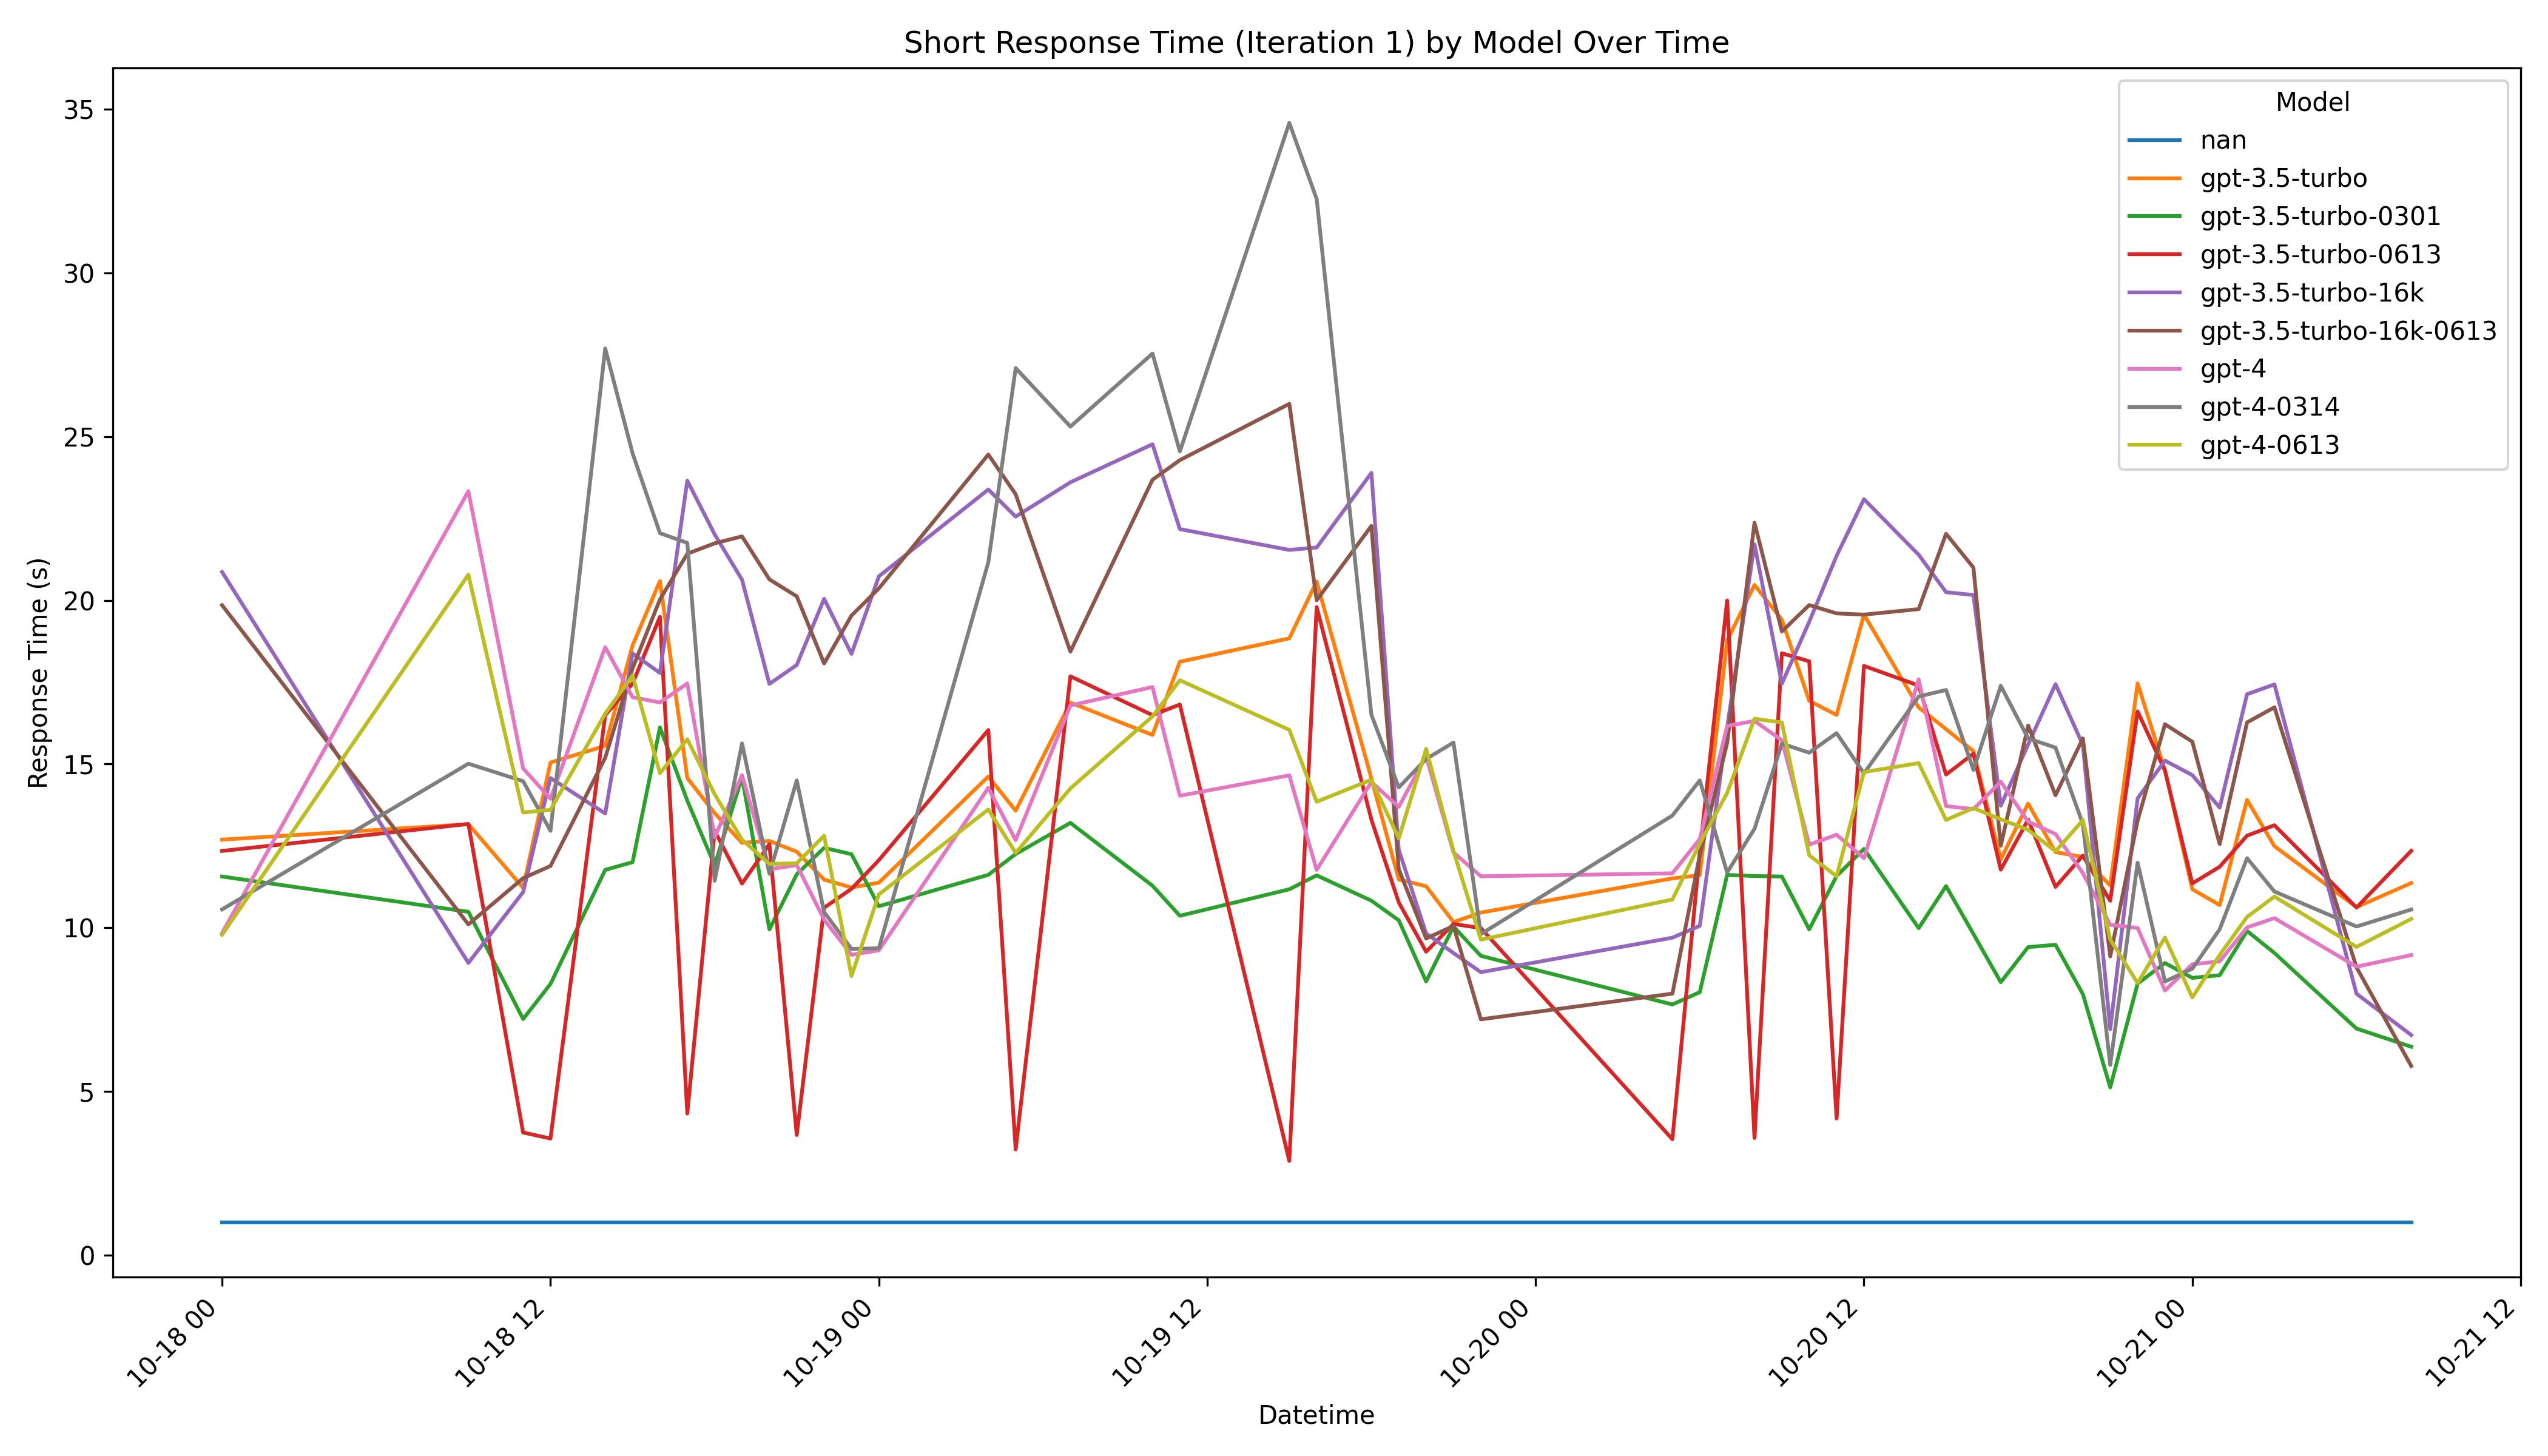 Short Response Time (Iteration 1) by Model Over Time
Response Time (s)
35
30
25
20
15
10
5
0
Model
nan
gpt-3.5-turbo
gpt-3.5-turbo-0301
gpt-3.5-turbo-0613
gpt-3.5-turbo-16k
gpt-3.5-turbo-16k-0613
gpt-4
gpt-4-0314
gpt-4-0613
10-18 00
10-18 12
10-19 00
10-19 12
10-20 00
10-20 12
10-21 00
10-21 12
Datetime